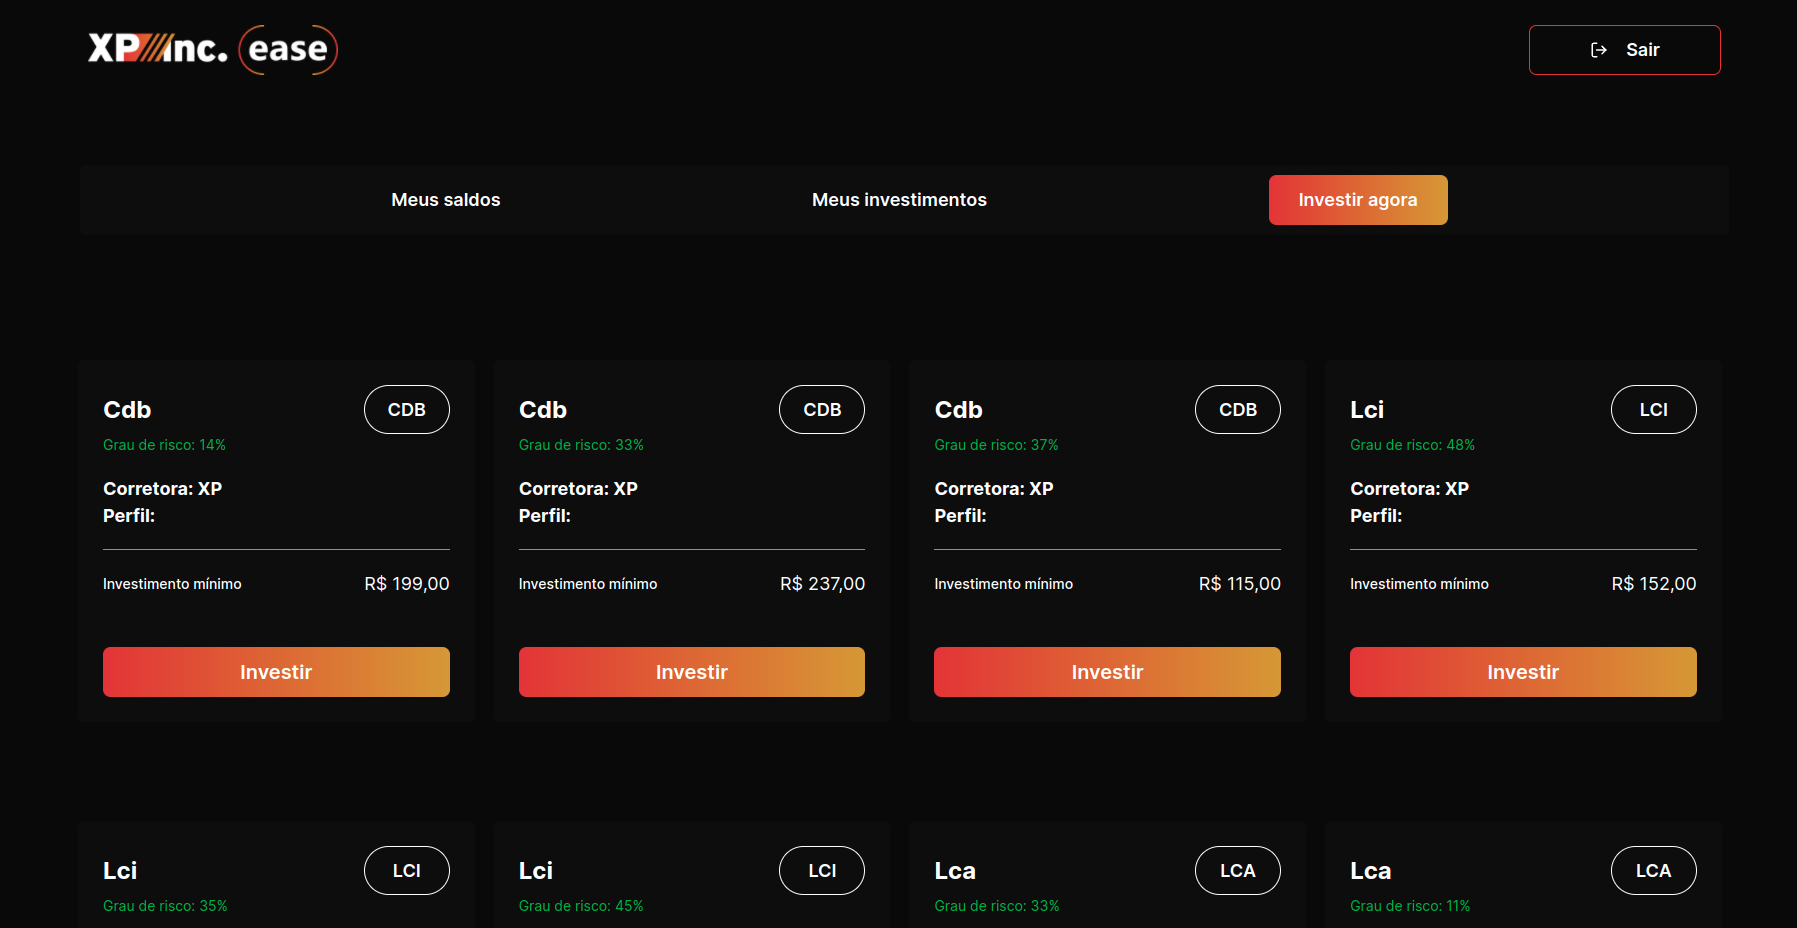 XP inc. ease
Sair
Meus saldos
Meus investimentos
Investir agora
Cdb
CDB
Grau de risco: 14%
Corretora: XP
Perfil:
Investimento mínimo
R$ 199,00
Investir
Cdb
CDB
Grau de risco: 33%
Corretora: XP
Perfil:
Investimento mínimo
R$ 237,00
Investir
Cdb
CDB
Grau de risco: 37%
Corretora: XP
Perfil:
Investimento mínimo
R$ 115,00
Investir
Lci
LCI
Grau de risco: 48%
Corretora: XP
Perfil:
Investimento mínimo
R$ 152,00
Investir
Lci
LCI
Grau de risco: 35%
Lci
LCI
Grau de risco: 45%
Lca
LCA
Grau de risco: 33%
Lca
LCA
Grau de risco: 11%